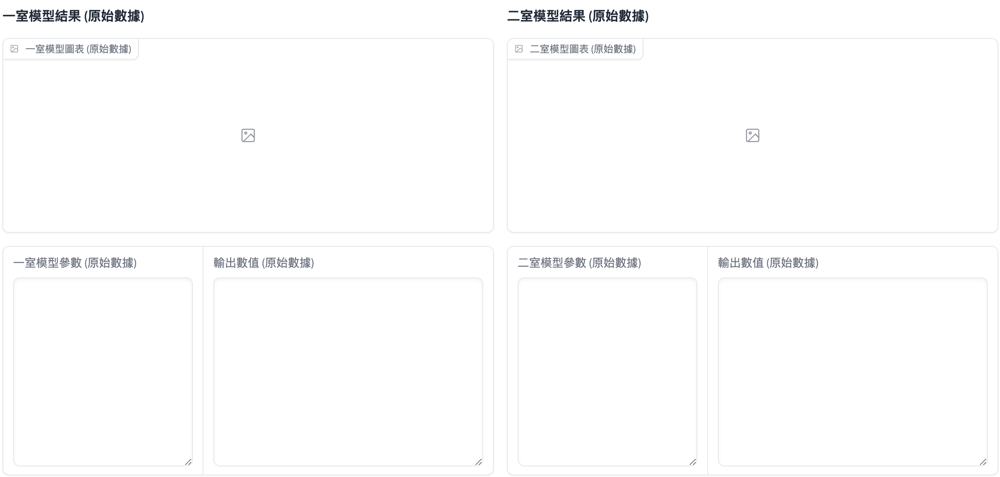 一室模型結果 (原始數據)
一室模型圖表 (原始數據)
一室模型參數 (原始數據)
輸出數值 (原始數據)
二室模型結果 (原始數據)
二室模型圖表 (原始數據)
二室模型參數 (原始數據)
輸出數值 (原始數據)